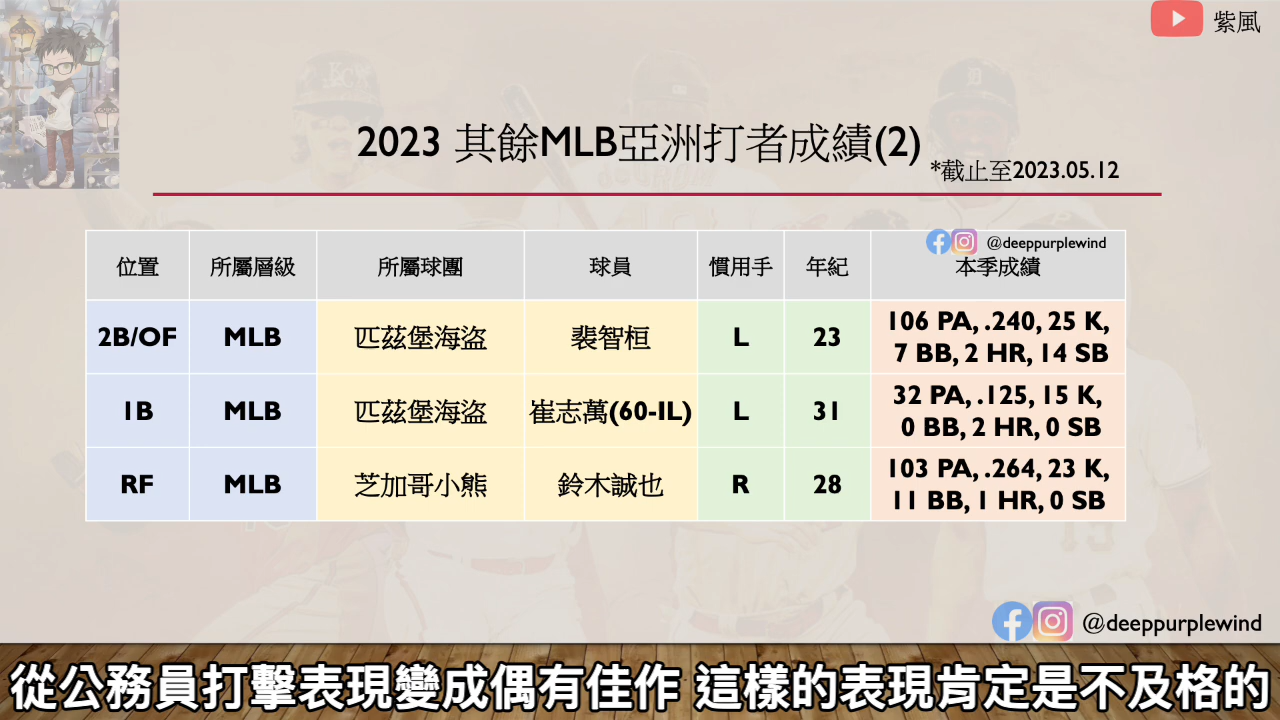 紫風
2023 其餘MLB亞洲打者成績(2)
*截止至2023.05.12
@deeppurplewind
位置 所屬層級 所屬球團 球員 慣用手 年紀 本季成績
2B/OF MLB 匹茲堡海盜 裴智桓 L 23 106 PA, .240, 25 K,
7 BB, 2 HR, 14 SB
1B MLB 匹茲堡海盜 崔志萬(60-IL) L 31 32 PA, .125, 15 K,
0 BB, 2 HR, 0 SB
RF MLB 芝加哥小熊 鈴木誠也 R 28 103 PA, .264, 23 K,
11 BB, 1 HR, 0 SB
@deeppurplewind
從公務員打擊表現變成偶有佳作 這樣的表現肯定是不及格的